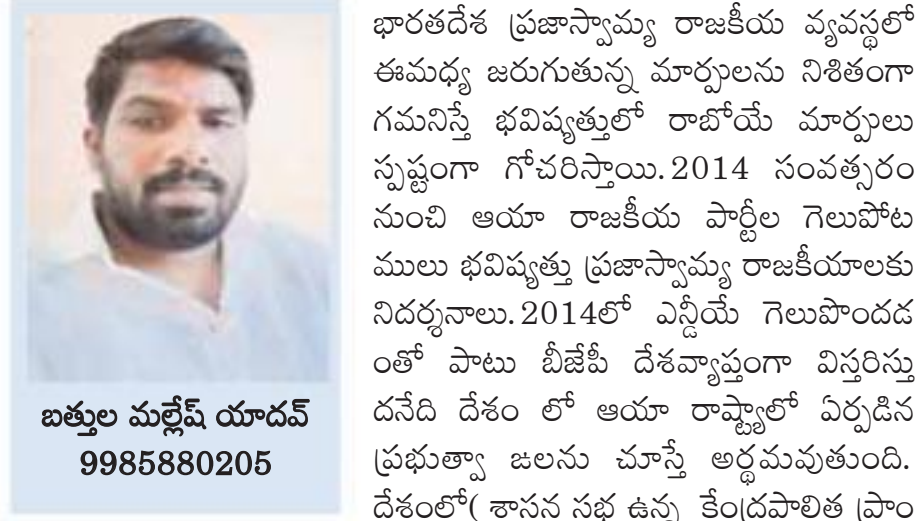 బత్తుల మల్లేష్ యాదవ్
9985880205
భారతదేశ ప్రజాస్వామ్య రాజకీయ వ్యవస్థలో
ఈమధ్య జరుగుతున్న మార్పులను నిశితంగా
గమనిస్తే భవిష్యత్తులో రాబోయే మార్పులు
స్పష్టంగా గోచరిస్తాయి. 2014 సంవత్సరం
నుంచి ఆయా రాజకీయ పార్టీల గెలుపోట
ములు భవిష్యత్తు ప్రజాస్వామ్య రాజకీయాలకు
నిదర్శనాలు. 2014లో ఎన్డీయే గెలుపొందడ
ంతో పాటు బీజేపీ దేశవ్యాప్తంగా విస్తరిస్తు
దనేది దేశం లో ఆయా రాష్ట్రాలో ఏర్పడిన
ప్రభుత్వా ఙలను చూస్తే అర్థమవుతుంది.
దేశంలో( శాసన సభ ఉన్న కేంద్రపాలిత ప్రాం